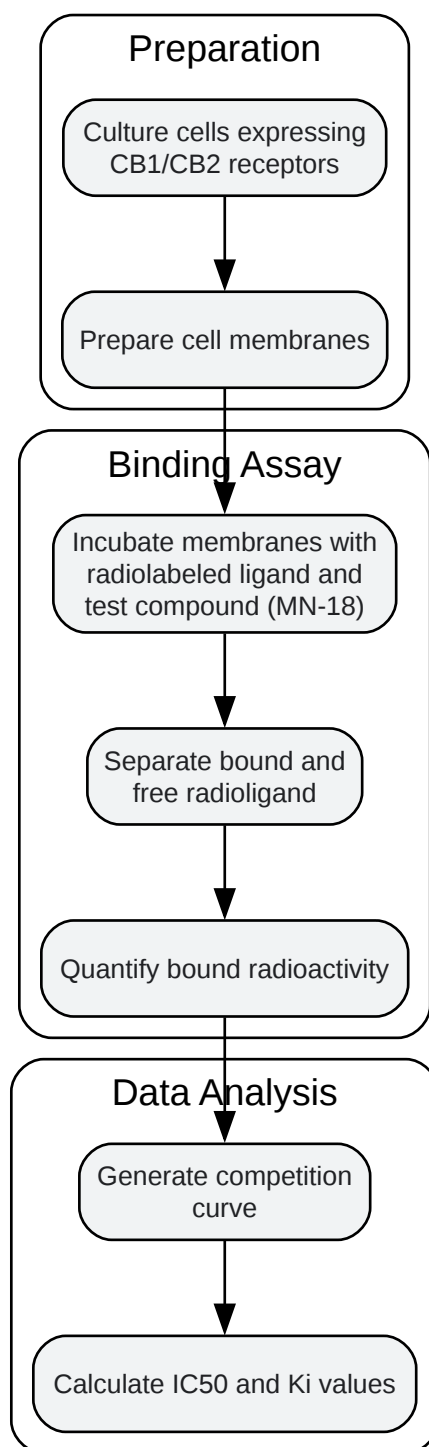 Preparation
Culture cells expressing
CB1/CB2 receptors
Prepare cell membranes
Binding Assay
Incubate membranes with
radiolabeled ligand and
test compound (MN-18)
Separate bound and
free radioligand
Quantify bound radioactivity
Data Analysis
Generate competition
curve
Calculate IC50 and Ki values